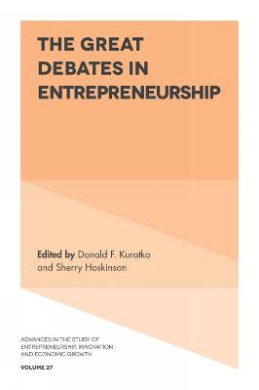 THE GREAT
DEBATES IN
ENTREPRENEURSHIP
Edited by Donald F. Kuratko
and Sherry Hoskinson
ADVANCES IN THE STUDY OF
ENTREPRENEURSHIP, INNOVATION
AND ECONOMIC GROWTH
VOLUME 27